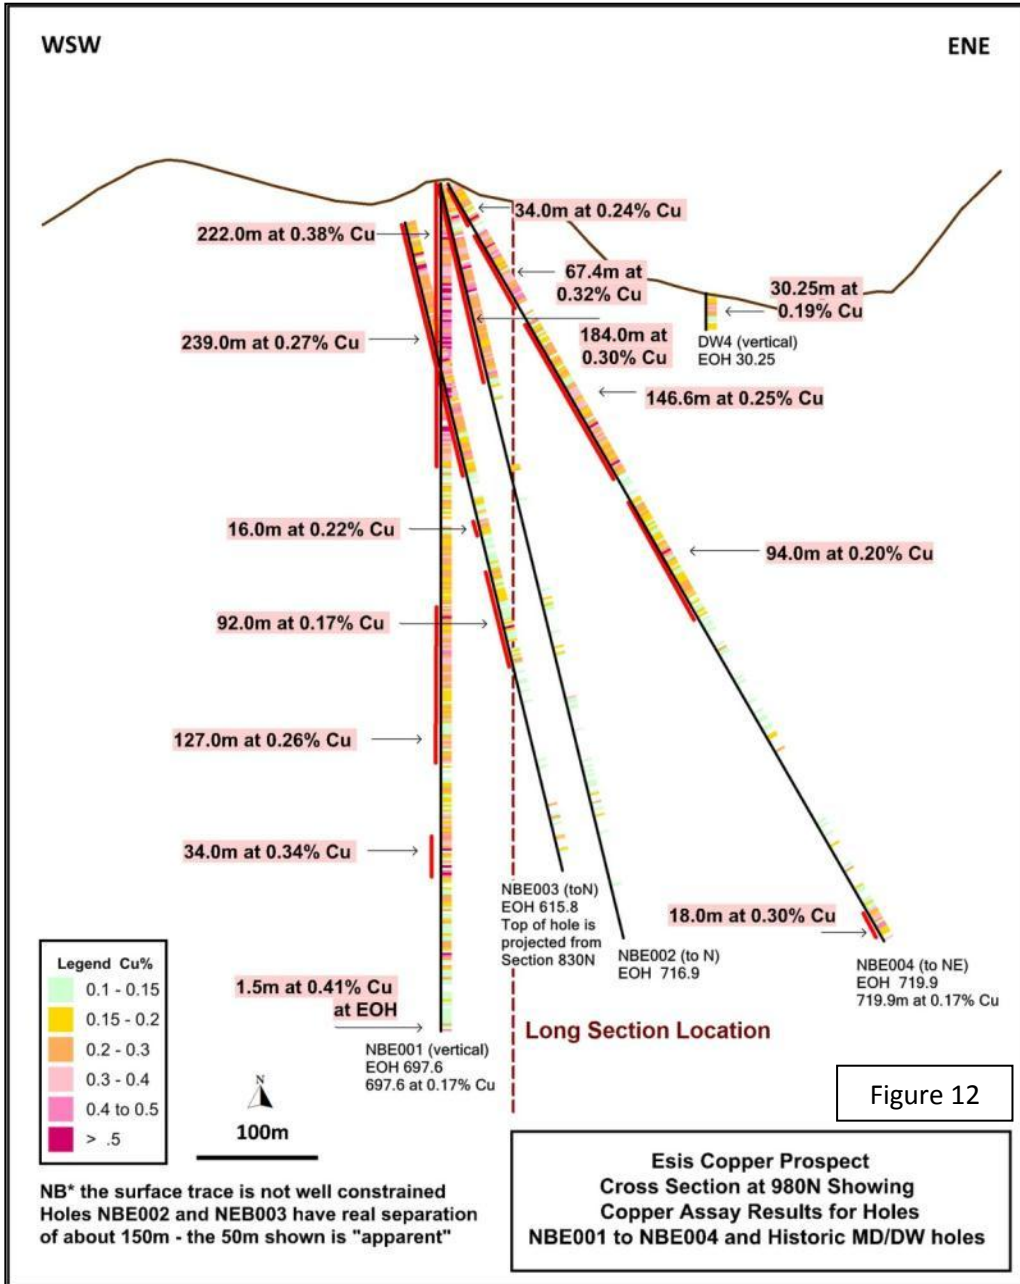 WSW
ENE
34.0m at 0.24% Cu
222.0m at 0.38% Cu
67.4m at
0.32% Cu
30.25m at
0.19% Cu
239.0m at 0.27% Cu
184.0m at
0.30% Cu
DW4 (vertical)
EOH 30.25
146.6m at 0.25% Cu
16.0m at 0.22% Cu
94.0m at 0.20% Cu
92.0m at 0.17% Cu
127.0m at 0.26% Cu
34.0m at 0.34% Cu
NBE003 (toN)
EOH 615.8
Top of hole is
projected from
Section 830N
18.0m at 0.30% Cu
NBE002 (to N)
EOH 716.9
NBE004 (to NE)
EOH 719.9
719.9m at 0.17% Cu
Legend Cu%
0.1 - 0.15
0.15 - 0.2
0.2 - 0.3
0.3 - 0.4
0.4 to 0.5
> .5
1.5m at 0.41% Cu
at EOH
NBE001 (vertical)
EOH 697.6
697.6 at 0.17% Cu
Long Section Location
N
100m
Figure 12
NB* the surface trace is not well constrained
Holes NBE002 and NEB003 have real separation
of about 150m - the 50m shown is "apparent"
Esis Copper Prospect
Cross Section at 980N Showing
Copper Assay Results for Holes
NBE001 to NBE004 and Historic MD/DW holes